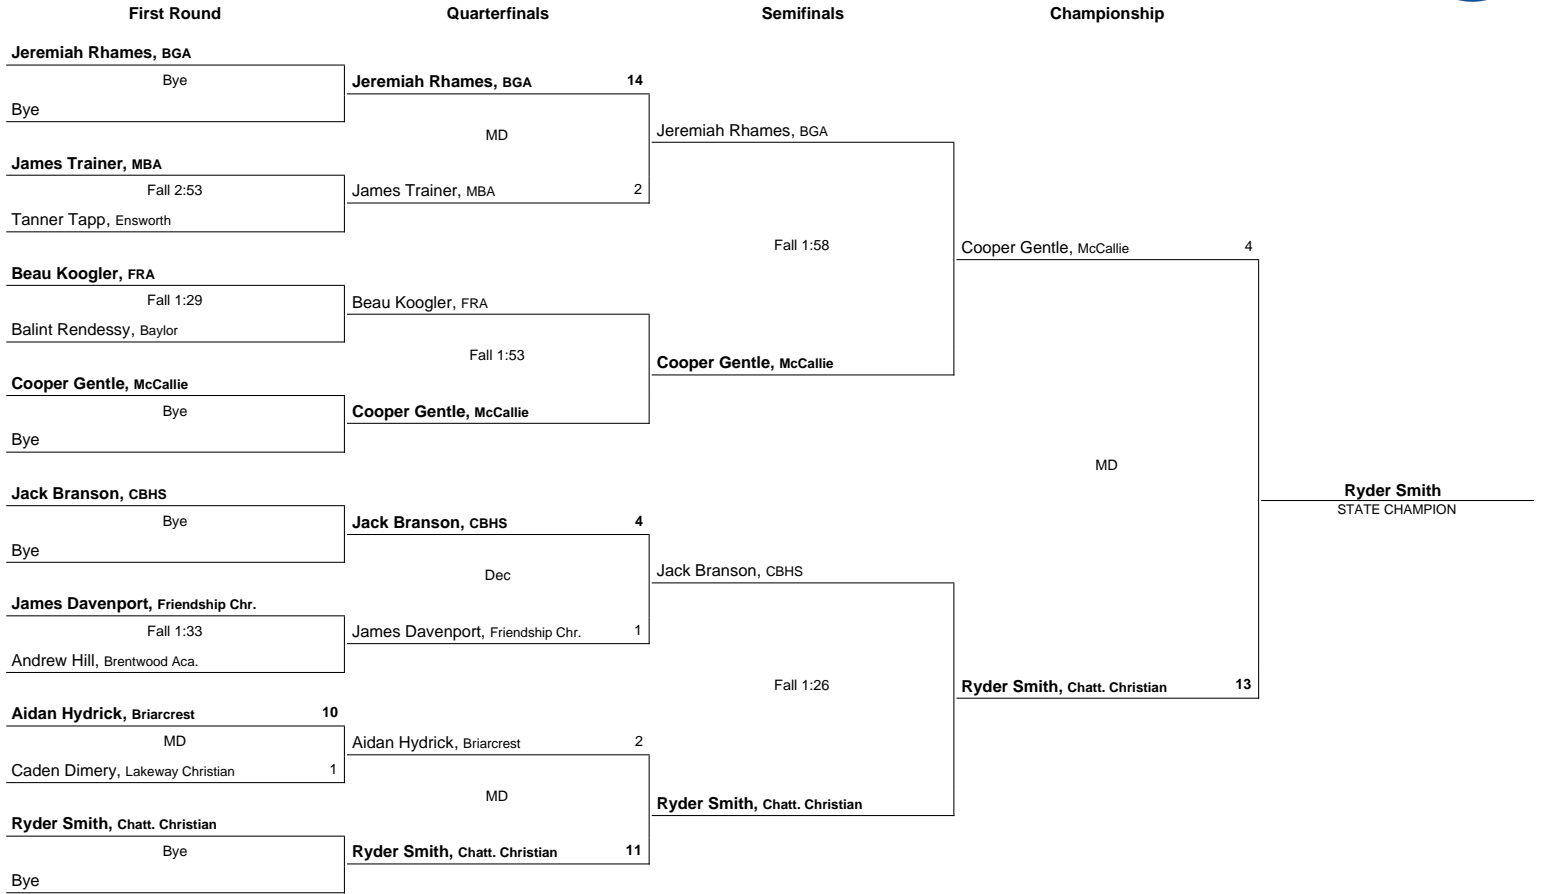 First Round Quarterfinals Semifinals Championship
Jeremiah Rhames, BGA
Bye
Bye
James Trainer, MBA
Fall 2:53
Tanner Tapp, Ensworth
Beau Koogler, FRA
Fall 1:29
Balint Rendessy, Baylor
Cooper Gentle, McCallie
Bye
Bye
Jack Branson, CBHS
Bye
Bye
James Davenport, Friendship Chr.
Fall 1:33
Andrew Hill, Brentwood Aca.
Aidan Hydrick, Briarcrest 10
MD
Caden Dimery, Lakeway Christian 1
Ryder Smith, Chatt. Christian
Bye
Bye
Jeremiah Rhames, BGA 14
MD
James Trainer, MBA 2
Beau Koogler, FRA
Fall 1:53
Cooper Gentle, McCallie
Jack Branson, CBHS 4
Dec
James Davenport, Friendship Chr. 1
Aidan Hydrick, Briarcrest 2
MD
Ryder Smith, Chatt. Christian 11
Jeremiah Rhames, BGA
Fall 1:58
Cooper Gentle, McCallie
Jack Branson, CBHS
Fall 1:26
Ryder Smith, Chatt. Christian
Cooper Gentle, McCallie 4
MD
Ryder Smith, Chatt. Christian 13
Ryder Smith
STATE CHAMPION